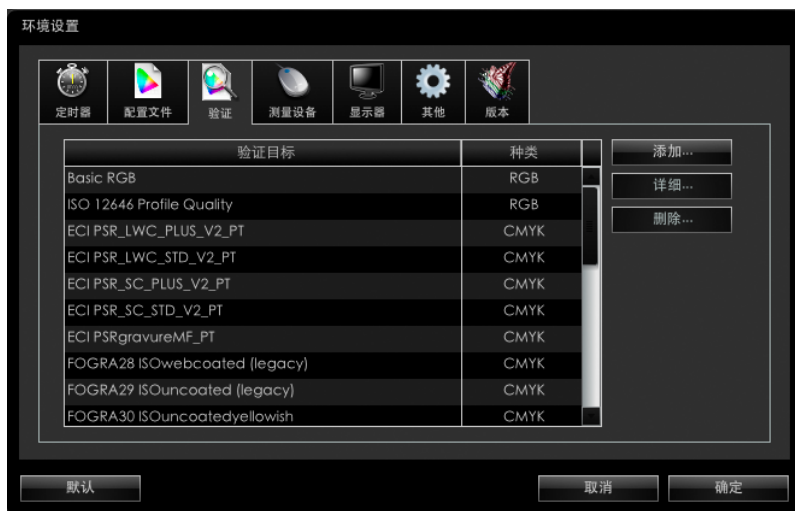 环境设置
定时器 配置文件 验证 测量设备 显示器 其他 版本
验证目标 种类
添加...
Basic RGB RGB
详细...
ISO 12646 Profile Quality RGB
删除...
ECI PSR_LWC_PLUS_V2_PT CMYK
ECI PSR_LWC_STD_V2_PT CMYK
ECI PSR_SC_PLUS_V2_PT CMYK
ECI PSR_SC_STD_V2_PT CMYK
ECI PSRgravureMF_PT CMYK
FOGRA28 ISOwebcoated (legacy) CMYK
FOGRA29 ISOuncoated (legacy) CMYK
FOGRA30 ISOuncoatedyellowish CMYK
默认 取消 确定